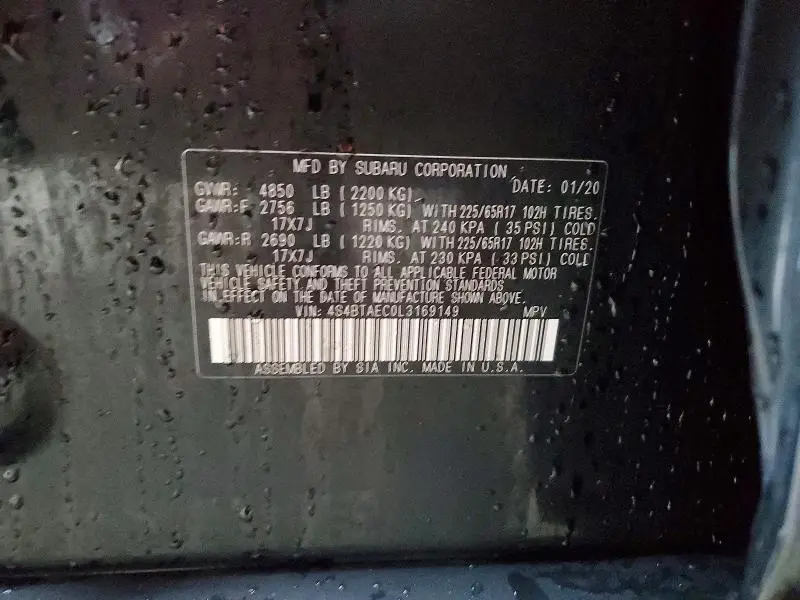 MFD BY SUBARU CORPORATION DATE: 01/20
GVWR: 4850 LB (2200 KG)
GAWR:F 2756 LB (1250 KG) WITH 225/65R17 102H TIRES.
17X7J RIMS. AT 240 KPA (35 PSI) COLD
GAWR:R 2690 LB (1220 KG) WITH 225/65R17 102H TIRES.
17X7J RIMS. AT 230 KPA (33 PSI) COLD
THIS VEHICLE CONFORMS TO ALL APPLICABLE FEDERAL MOTOR
VEHICLE SAFETY AND THEFT PREVENTION STANDARDS
IN EFFECT ON THE DATE OF MANUFACTURE SHOWN ABOVE.
VIN: 4S4BTAEC0L3169149 MPV
ASSEMBLED BY SIA INC. MADE IN U.S.A.